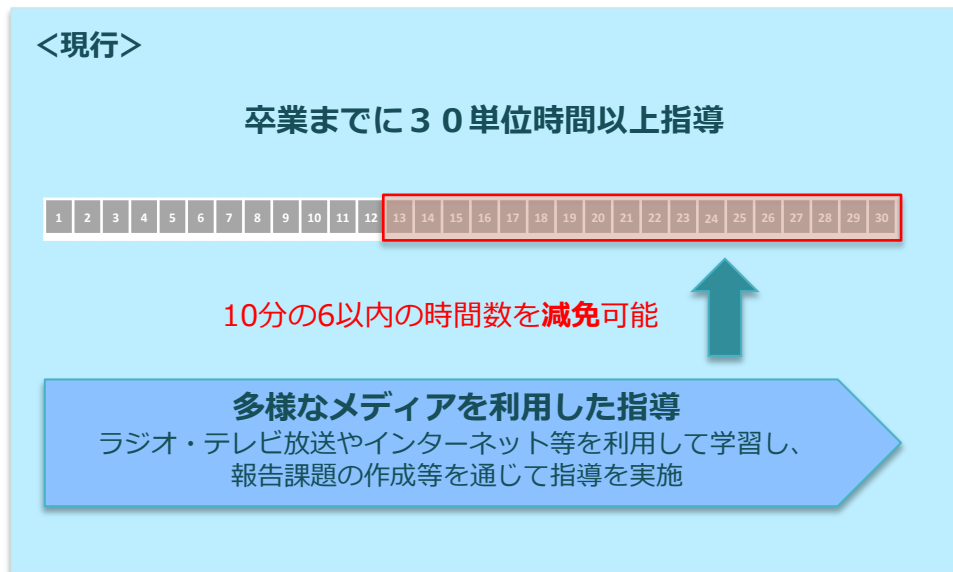 ＜現行＞
卒業までに３０単位時間以上指導
1 2 3 4 5 6 7 8 9 10 11 12 13 14 15 16 17 18 19 20 21 22 23 24 25 26 27 28 29 30
10分の6以内の時間数を減免可能
多様なメディアを利用した指導
ラジオ・テレビ放送やインターネット等を利用して学習し、
報告課題の作成等を通じて指導を実施